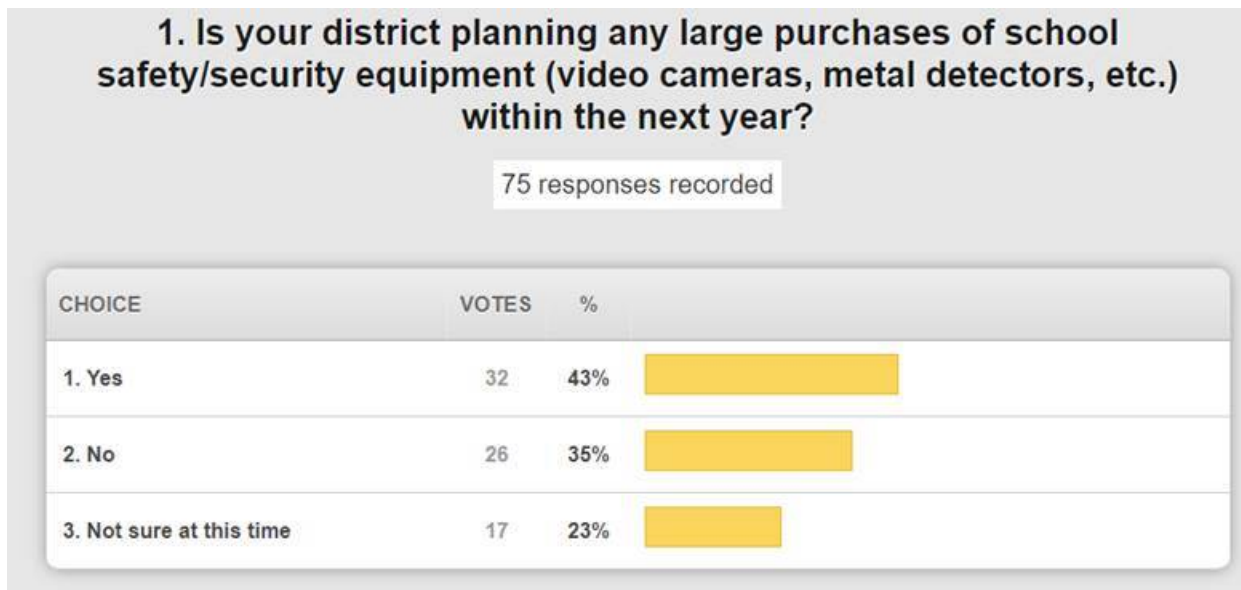 1. Is your district planning any large purchases of school
safety/security equipment (video cameras, metal detectors, etc.)
within the next year?
75 responses recorded
CHOICE VOTES %
1. Yes 32 43%
2. No 26 35%
3. Not sure at this time 17 23%